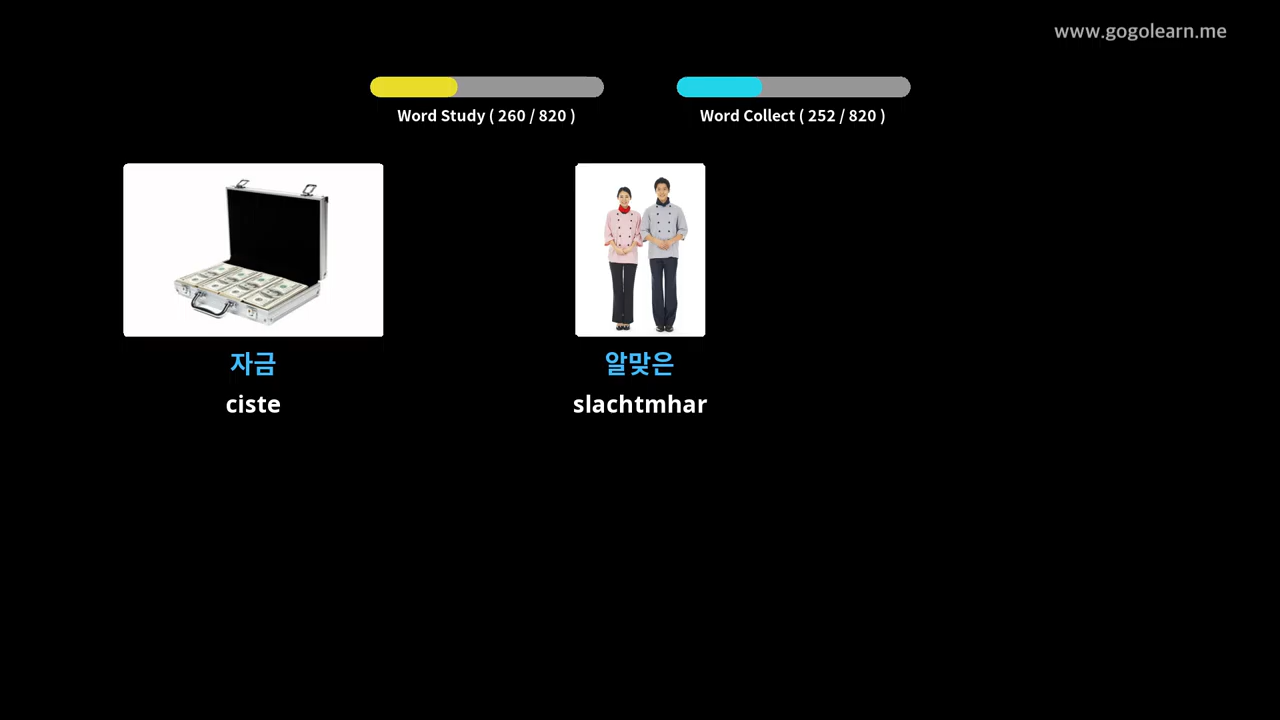 www.gogolearn.me
Word Study ( 260 / 820 )
Word Collect ( 252 / 820 )
자금
알맞은
ciste
slachtmhar